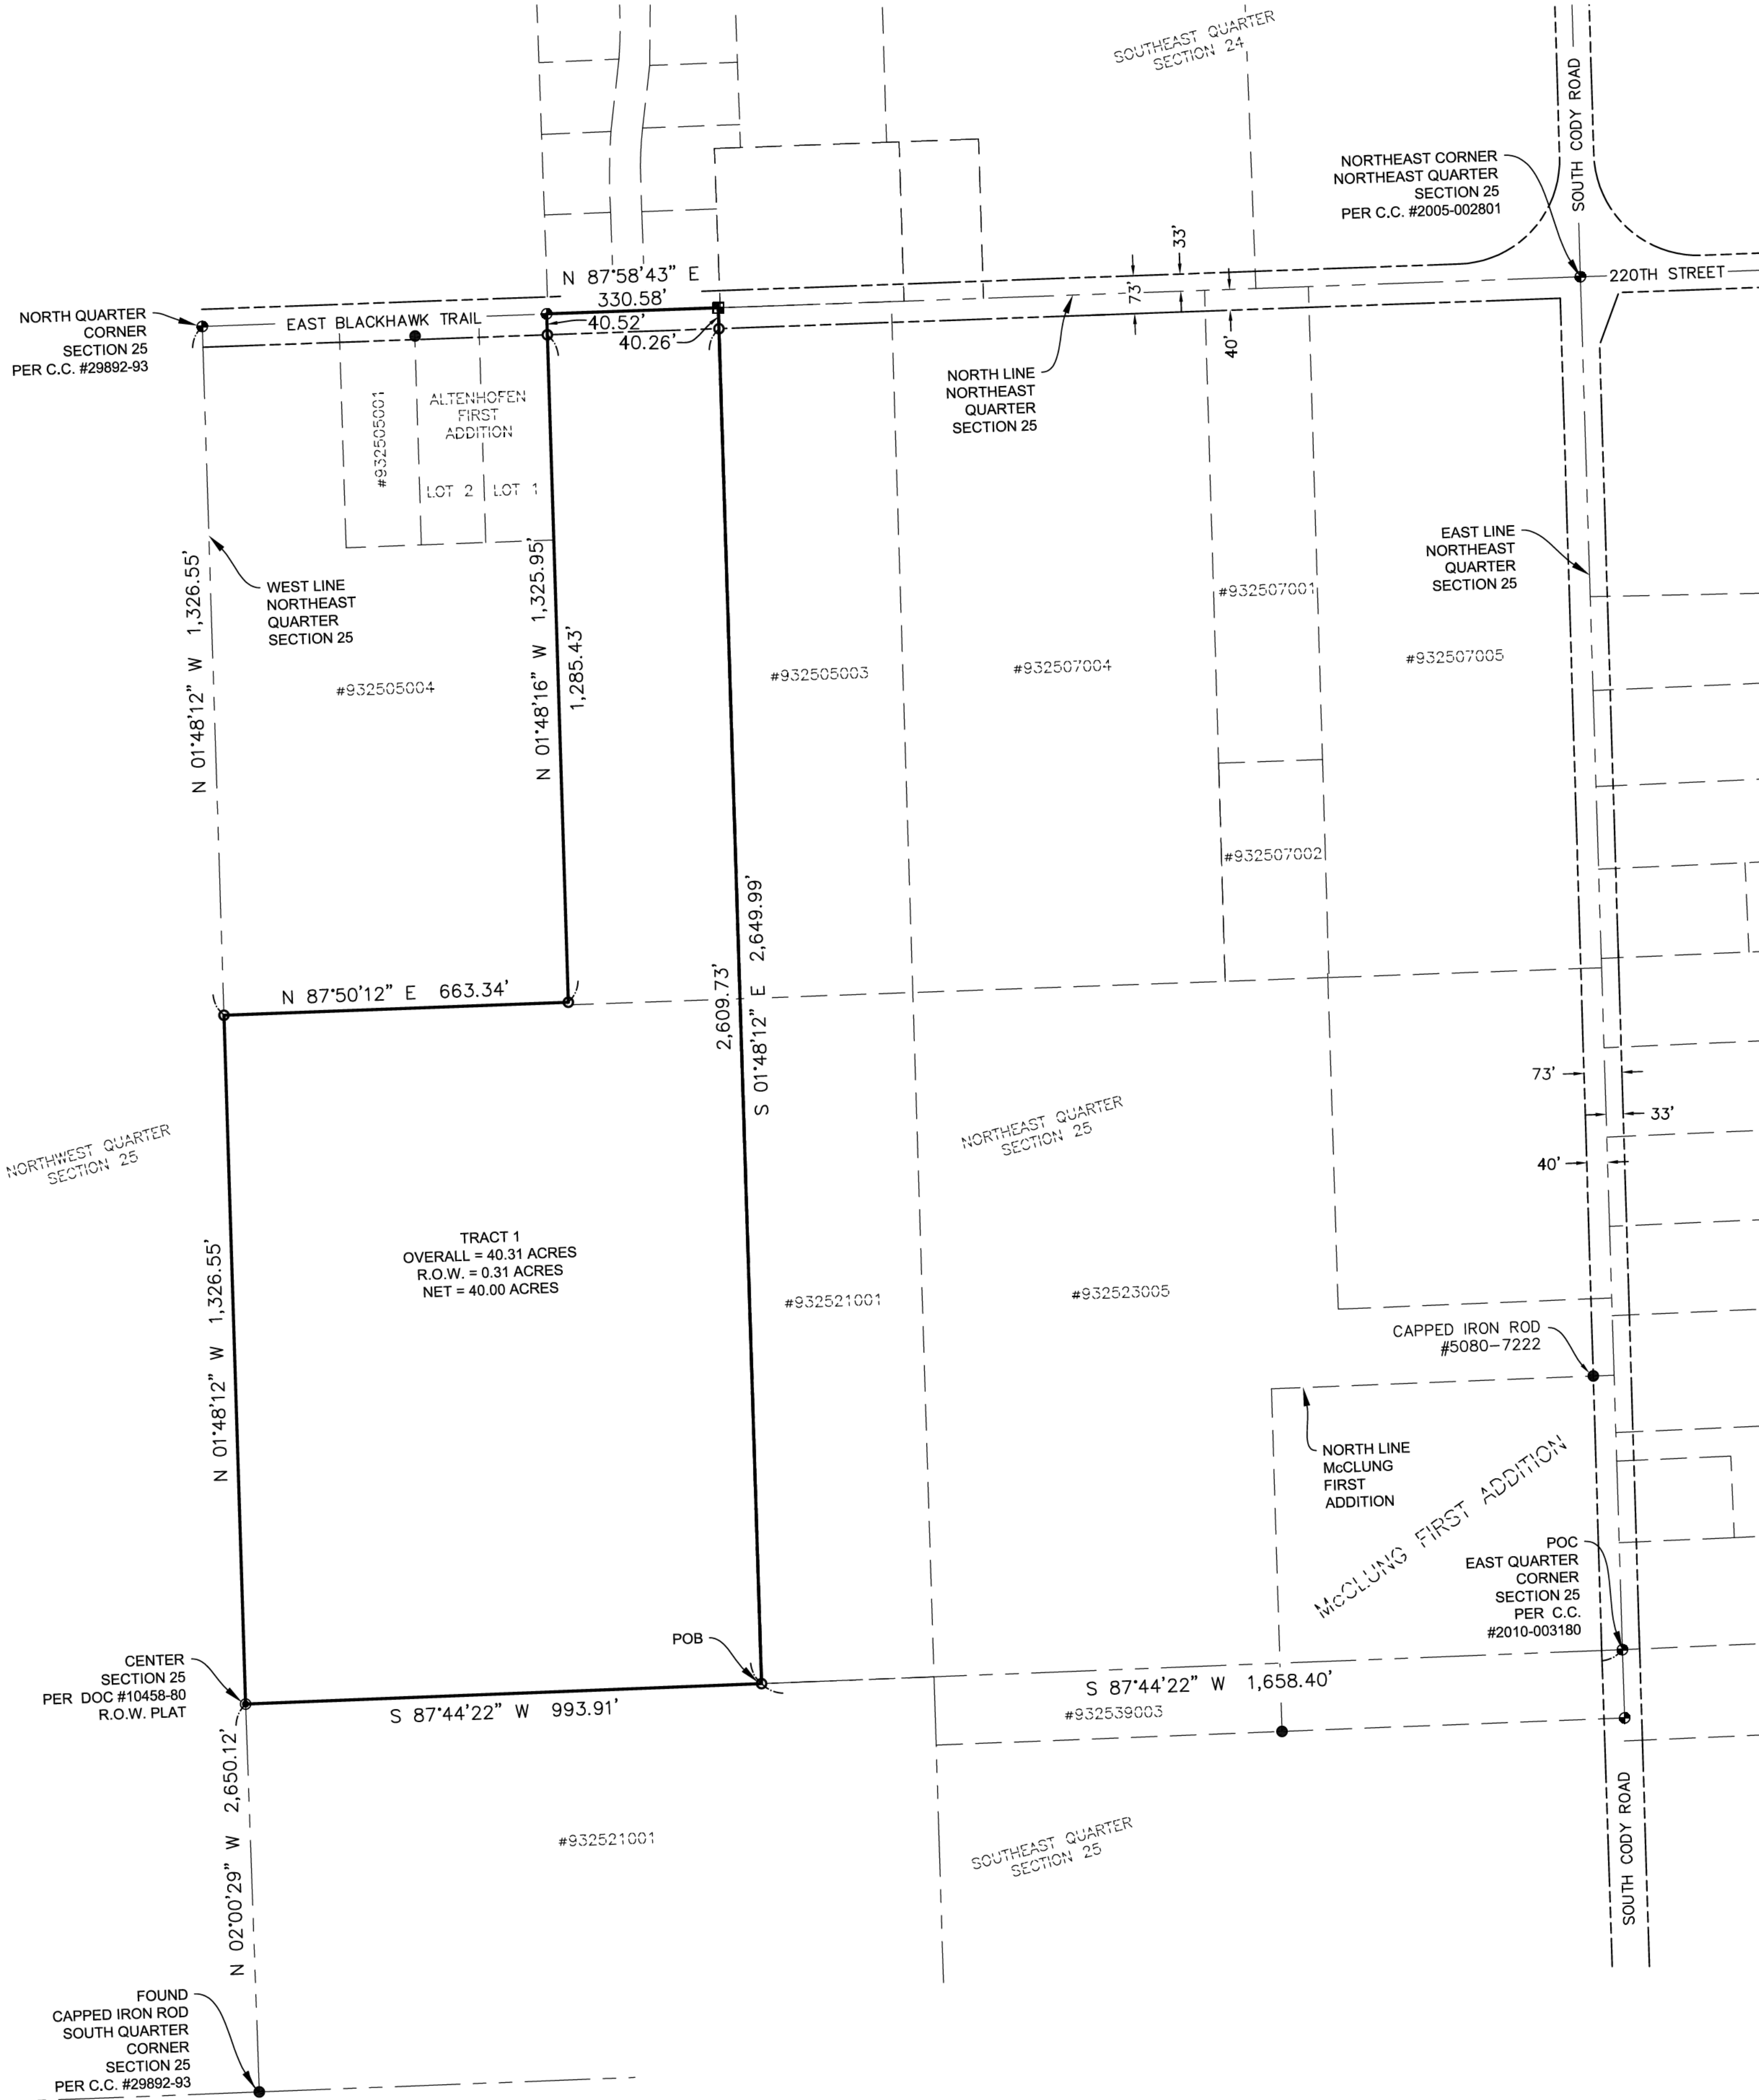 SOUTHEAST QUARTER
SECTION 24
SOUTH CODY ROAD
NORTHEAST CORNER
NORTHEAST QUARTER
SECTION 25
PER C.C. #2005-002801
33'
73'
40'
220TH STREET
N 87°58'43" E
330.58'
NORTH QUARTER
CORNER
SECTION 25
PER C.C. #29892-93
EAST BLACKHAWK TRAIL
40.52'
40.26'
NORTH LINE
NORTHEAST
QUARTER
SECTION 25
#932505001
ALTENHOFEN
FIRST
ADDITION
LOT 2
LOT 1
EAST LINE
NORTHEAST
QUARTER
SECTION 25
WEST LINE
NORTHEAST
QUARTER
SECTION 25
N 01°48'12" W 1,326.55'
N 01°48'16" W 1,325.95'
1,285.43'
#932505004
#932505003
#932507004
#932507001
#932507005
#932507002
2,609.73'
S 01°48'12" E 2,649.99'
N 87°50'12" E 663.34'
NORTHWEST QUARTER
SECTION 25
NORTHEAST QUARTER
SECTION 25
73'
33'
40'
N 01°48'12" W 1,326.55'
TRACT 1
OVERALL = 40.31 ACRES
R.O.W. = 0.31 ACRES
NET = 40.00 ACRES
#932521001
#932523005
CAPPED IRON ROD
#5080-7222
NORTH LINE
McCLUNG
FIRST
ADDITION
McCLUNG FIRST ADDITION
POC
EAST QUARTER
CORNER
SECTION 25
PER C.C.
#2010-003180
POB
CENTER
SECTION 25
PER DOC #10458-80
R.O.W. PLAT
S 87°44'22" W 993.91'
S 87°44'22" W 1,658.40'
#932539003
N 02°00'29" W 2,650.12'
#932521001
SOUTHEAST QUARTER
SECTION 25
SOUTH CODY ROAD
FOUND
CAPPED IRON ROD
SOUTH QUARTER
CORNER
SECTION 25
PER C.C. #29892-93